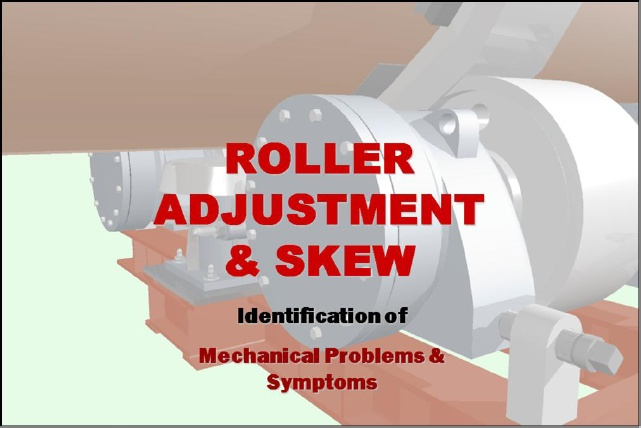 ROLLER
ADJUSTMENT
& SKEW
Identification of
Mechanical Problems &
Symptoms